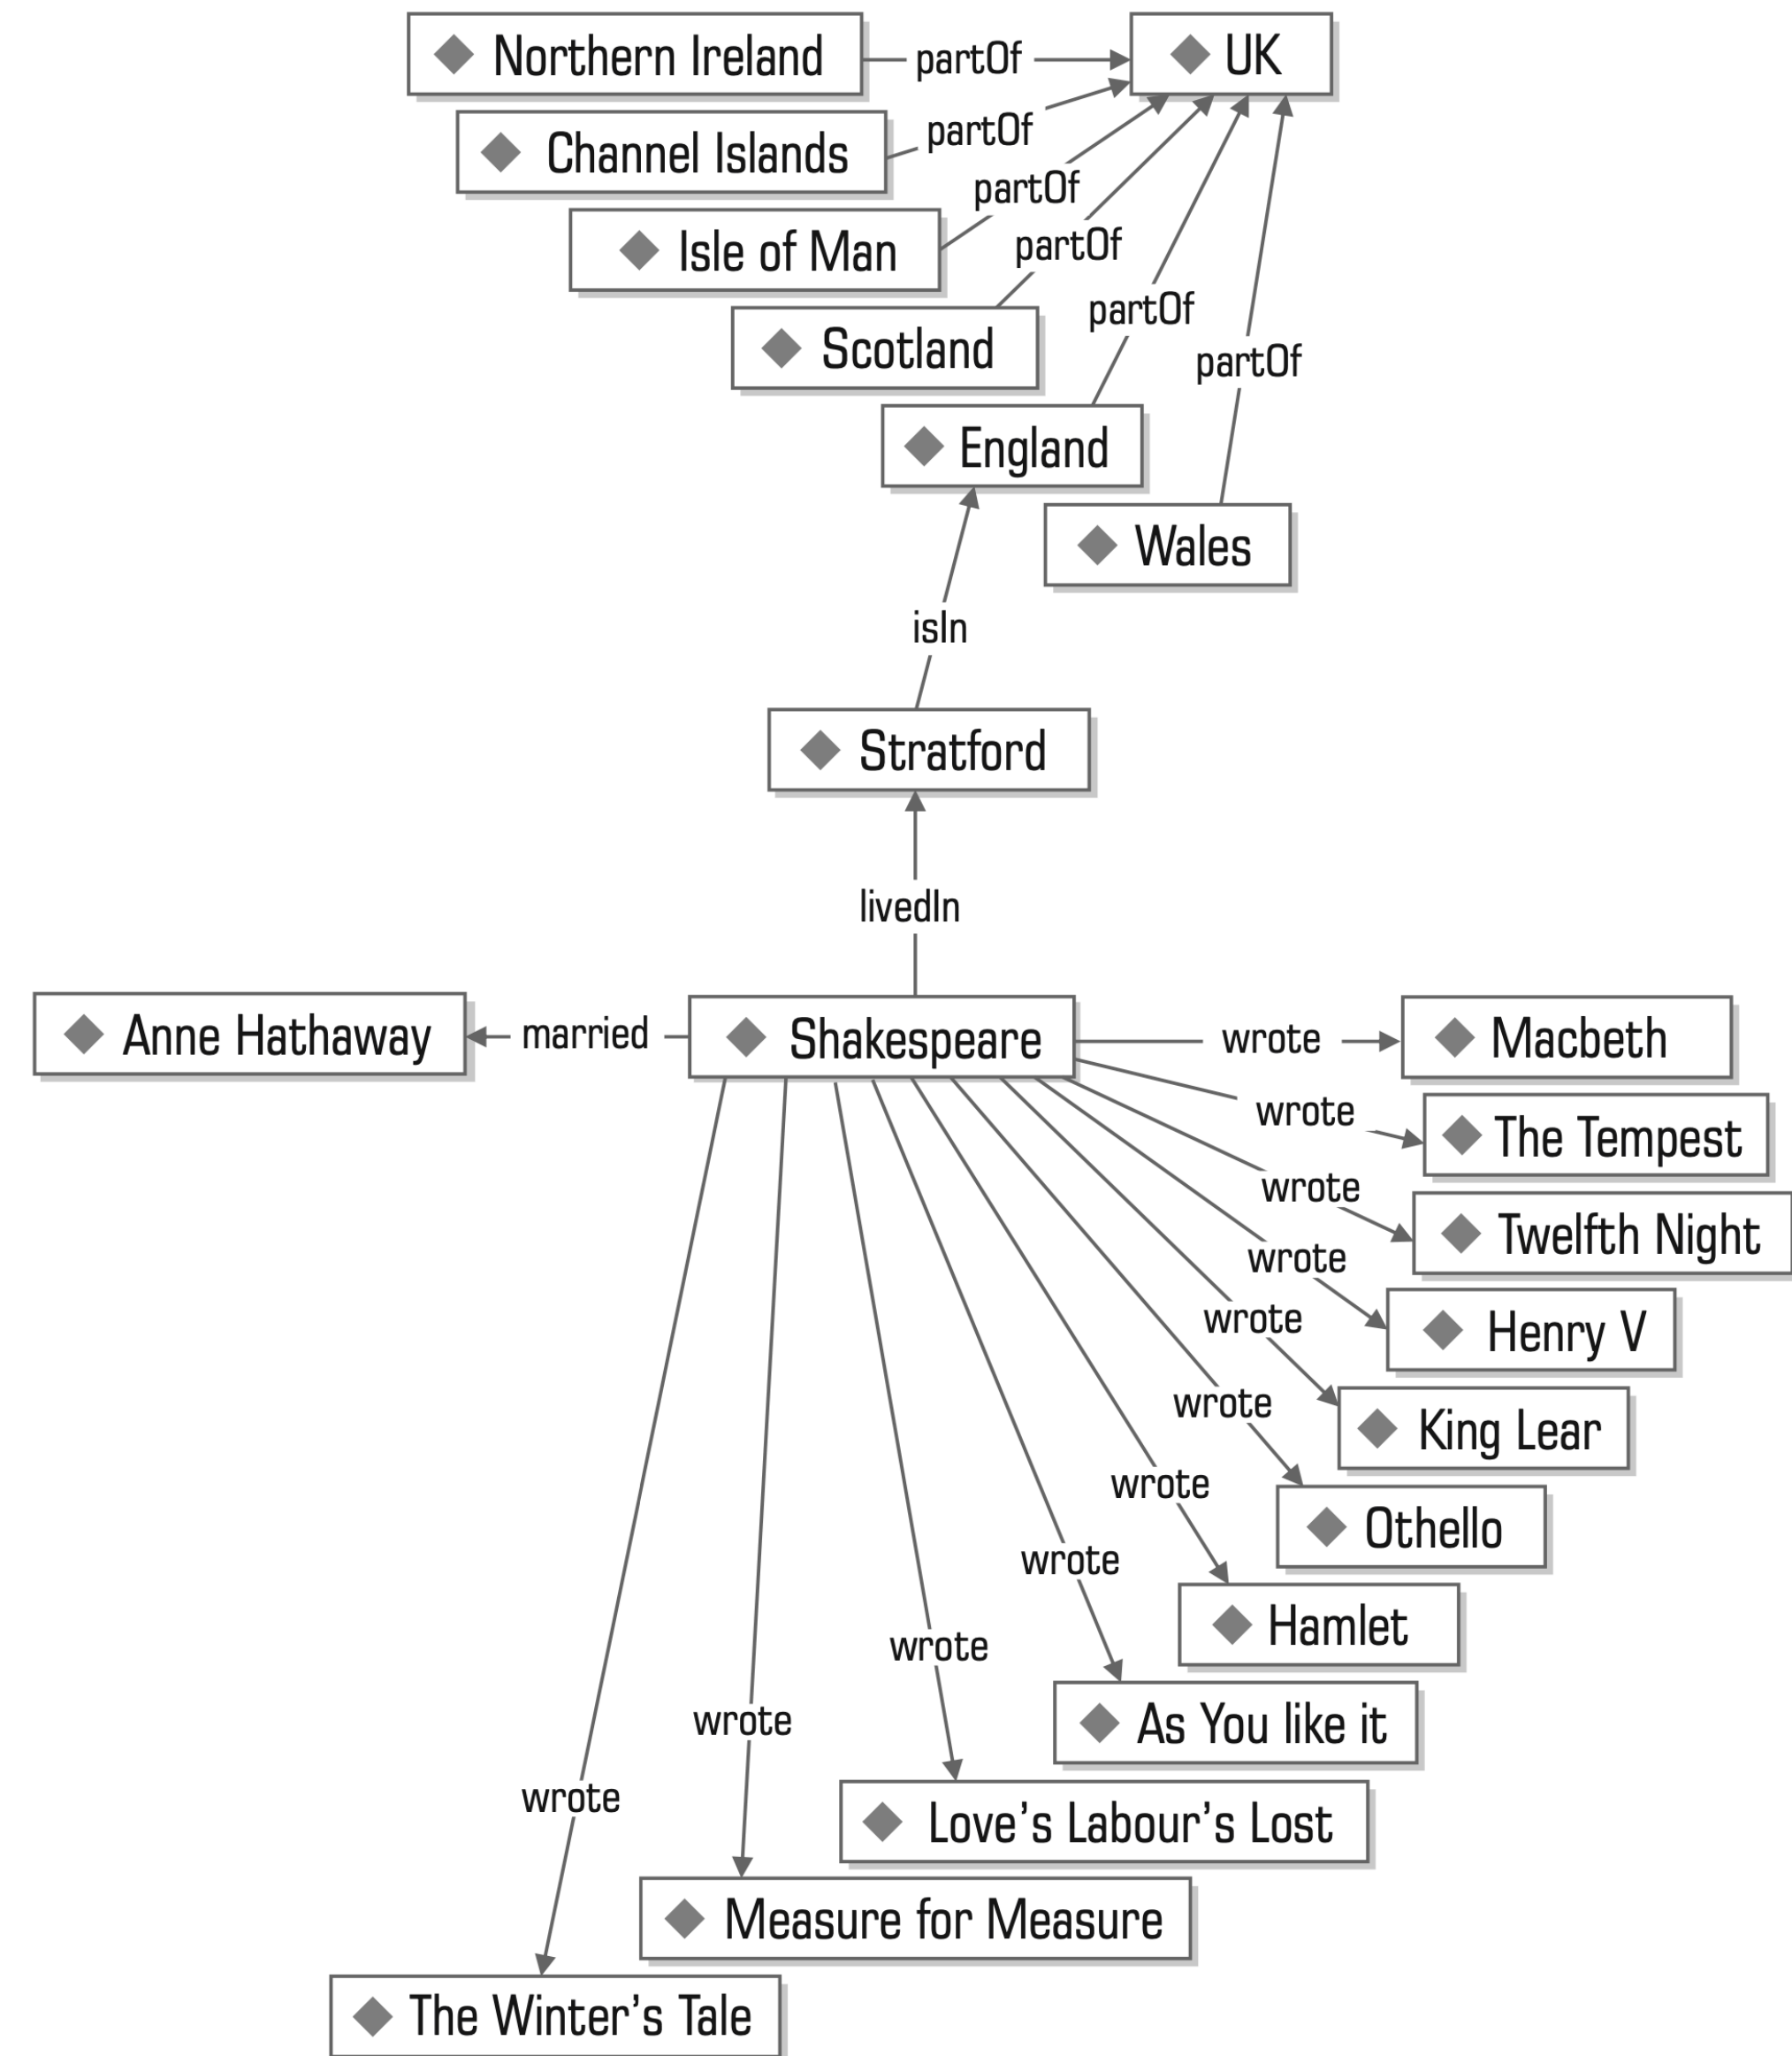 Northern Ireland
partOf
UK
Channel Islands
partOf
Isle of Man
partOf
Scotland
partOf
England
partOf
Wales
partOf
isIn
Stratford
livedIn
Anne Hathaway
married
Shakespeare
wrote
Macbeth
wrote
The Tempest
wrote
Twelfth Night
wrote
Henry V
wrote
King Lear
wrote
Othello
wrote
Hamlet
wrote
As You like it
wrote
Love's Labour's Lost
wrote
Measure for Measure
wrote
The Winter's Tale